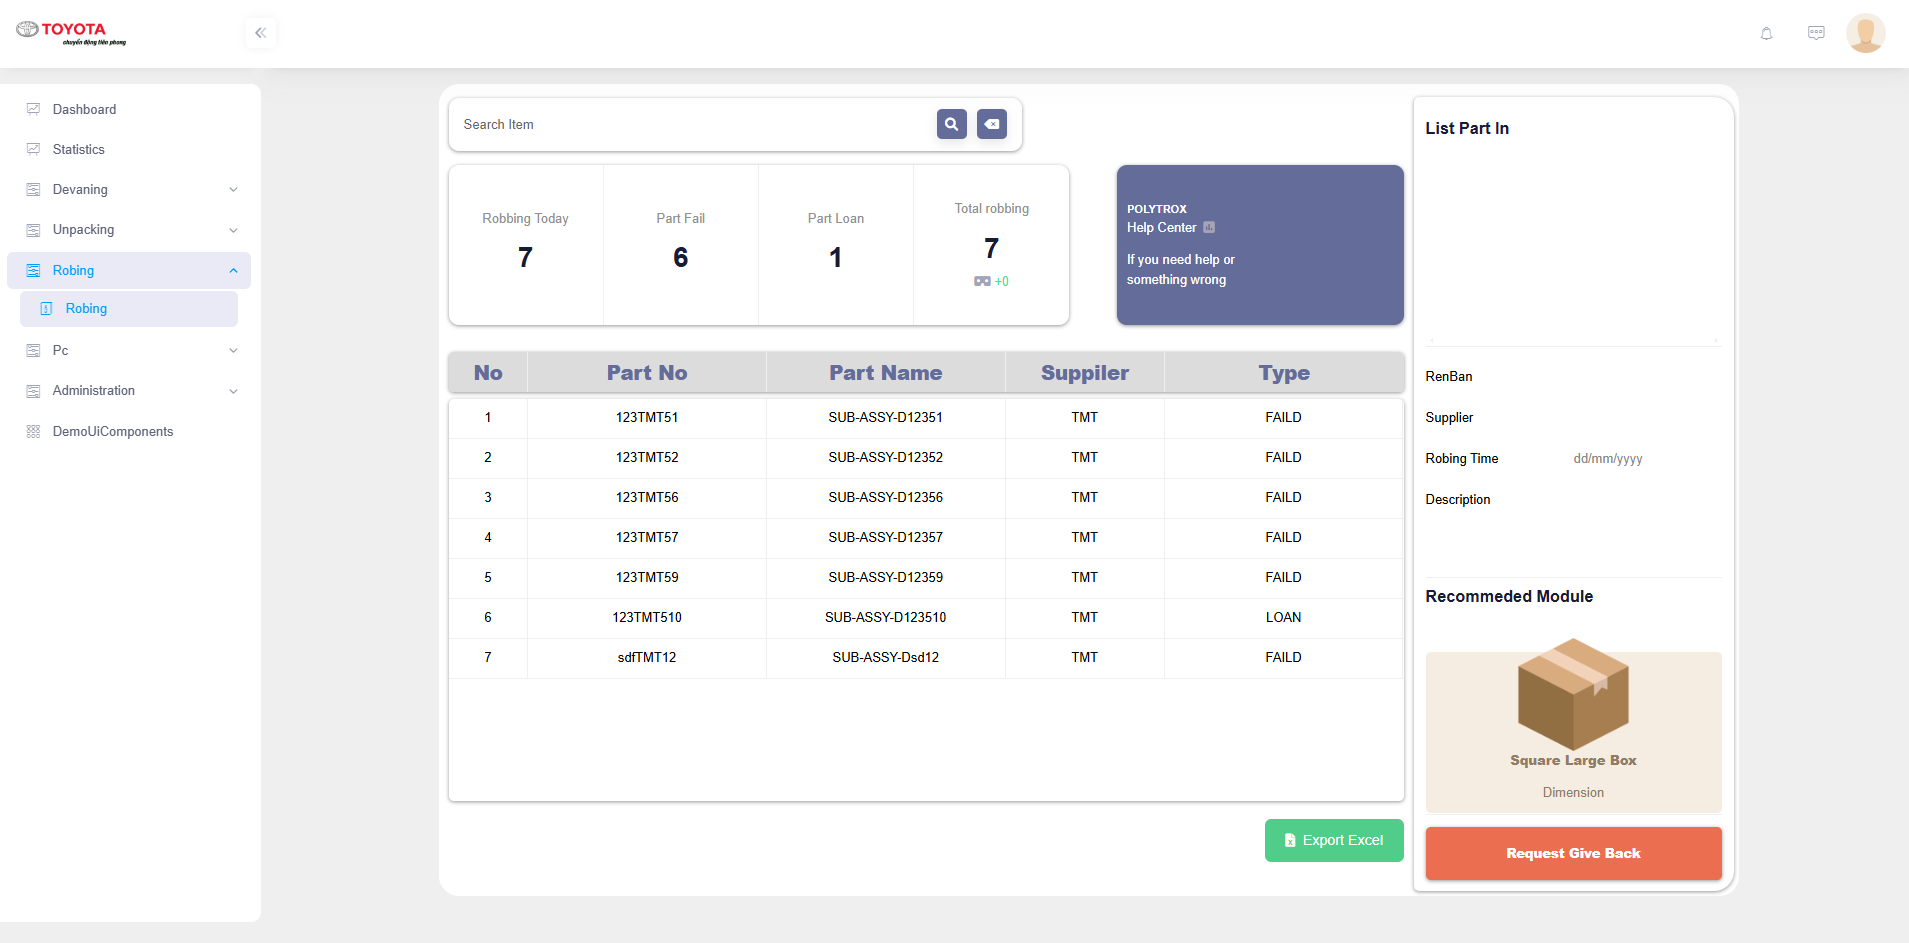 TOYOTA
chuyển động tiên phong
Dashboard
Statistics
Devaning
Unpacking
Robing
Robing
Pc
Administration
DemoUiComponents
Search Item
Robbing Today
7
Part Fail
6
Part Loan
1
Total robbing
7
+0
POLYTROX
Help Center
If you need help or
something wrong
No Part No Part Name Suppiler Type
1 123TMT51 SUB-ASSY-D12351 TMT FAILD
2 123TMT52 SUB-ASSY-D12352 TMT FAILD
3 123TMT56 SUB-ASSY-D12356 TMT FAILD
4 123TMT57 SUB-ASSY-D12357 TMT FAILD
5 123TMT59 SUB-ASSY-D12359 TMT FAILD
6 123TMT510 SUB-ASSY-D123510 TMT LOAN
7 sdfTMT12 SUB-ASSY-Dsd12 TMT FAILD
Export Excel
List Part In
RenBan
Supplier
Robing Time dd/mm/yyyy
Description
Recommeded Module
Square Large Box
Dimension
Request Give Back